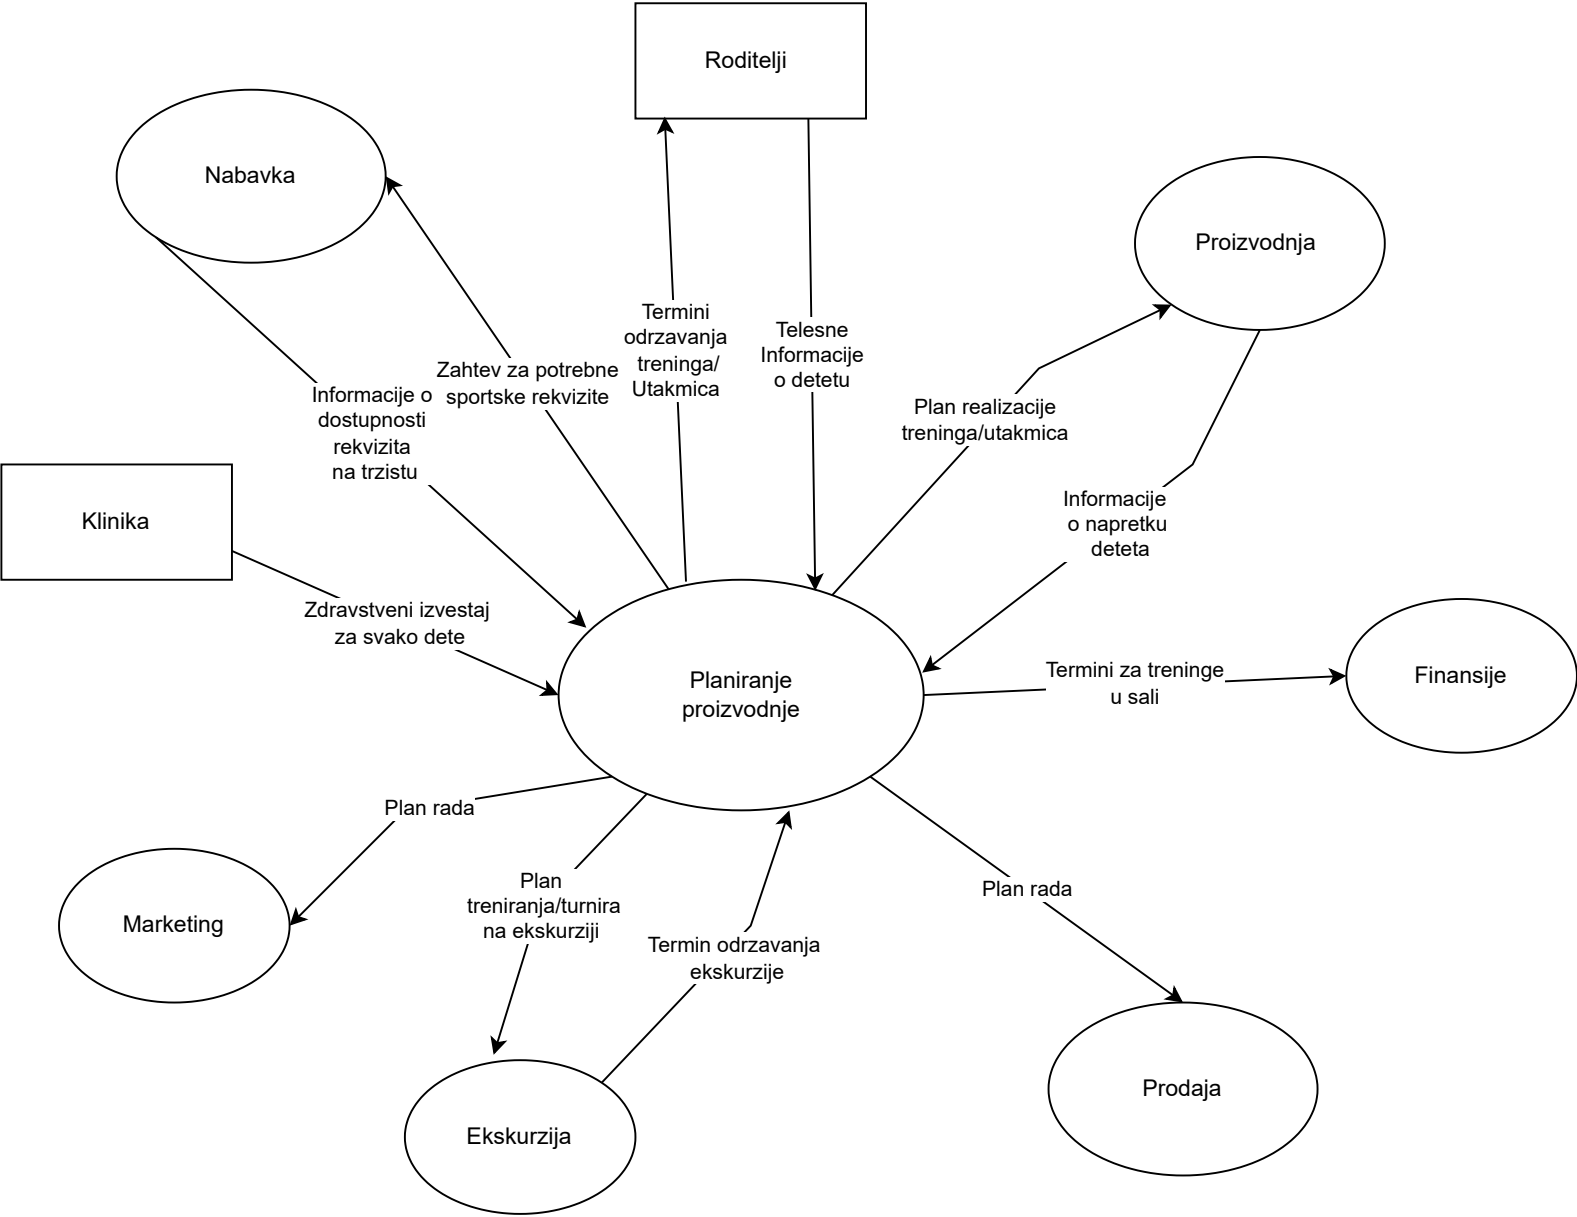 Roditelji
Nabavka
Proizvodnja
Termini
odrzavanja
treninga/
Utakmica
Telesne
Informacije
o detetu
Zahtev za potrebne
sportske rekvizite
Informacije o
dostupnosti
rekvizita
na trzistu
Plan realizacije
treninga/utakmica
Informacije
o napretku
deteta
Klinika
Zdravstveni izvestaj
za svako dete
Planiranje
proizvodnje
Termini za treninge
u sali
Finansije
Plan rada
Marketing
Plan
treniranja/turnira
na ekskurziji
Termin odrzavanja
ekskurzije
Plan rada
Prodaja
Ekskurzija